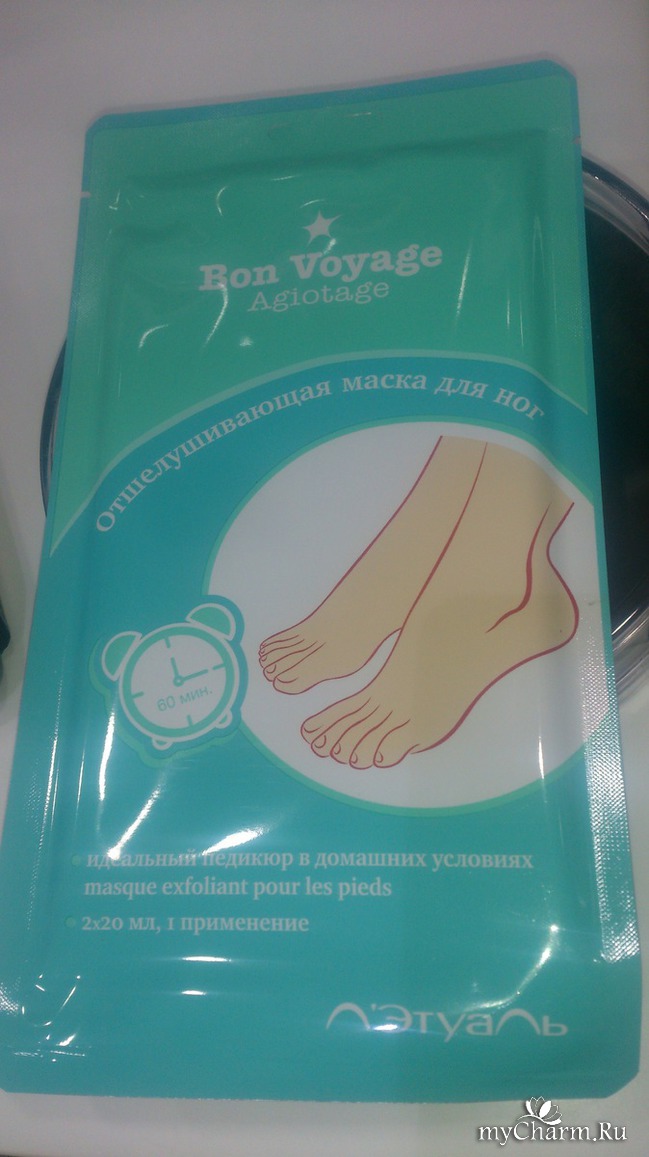 Bon Voyage
Agiotage
Отшелушивающая маска для ног
60 мин.
идеальный педикюр в домашних условиях
masque exfoliant pour les pieds
2x20 мл, 1 применение
Л'Этуаль
myCharm.Ru